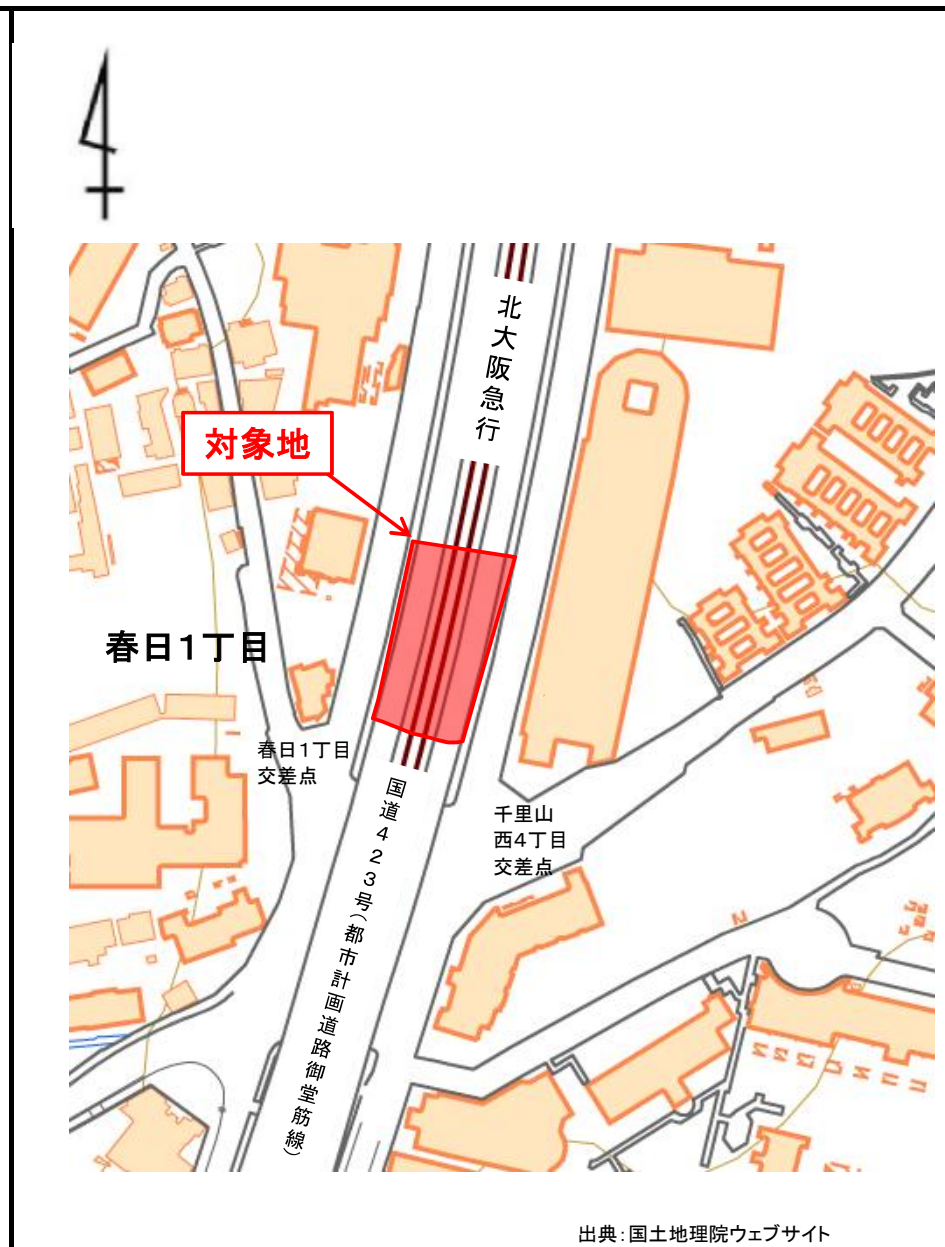 北大阪急行
対象地
春日1丁目
春日1丁目
交差点
千里山
西4丁目
交差点
国道423号(都市計画道路御堂筋線)
出典:国土地理院ウェブサイト